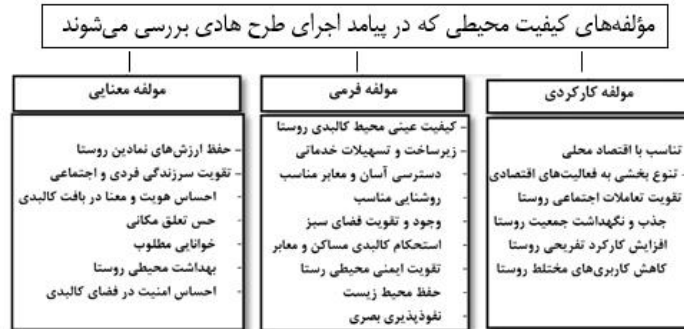 مؤلفه‌های کیفیت محیطی که در پیامد اجرای طرح هادی بررسی می‌شوند
مولفه کارکردی
تناسب با اقتصاد محلی
- تنوع بخشی به فعالیت‌های اقتصادی
تقویت تعاملات اجتماعی روستا
جذب و نگهداشت جمعیت روستا
افزایش کارکرد تفریحی روستا
کاهش کاربری‌های مختلط روستا
مولفه فرمی
- کیفیت عینی محیط کالبدی روستا
- زیرساخت و تسهیلات خدماتی
- دسترسی آسان و معابر مناسب
- روشنایی مناسب
- وجود و تقویت فضای سبز
- استحکام کالبدی مساکن و معابر
- تقویت ایمنی محیطی رستا
- حفظ محیط زیست
- نفوذپذیری بصری
مولفه معنایی
- حفظ ارزش‌های نمادین روستا
- تقویت سرزندگی فردی و اجتماعی
- احساس هویت و معنا در بافت کالبدی
- حس تعلق مکانی
- خوانایی مطلوب
- بهداشت محیطی روستا
- احساس امنیت در فضای کالبدی